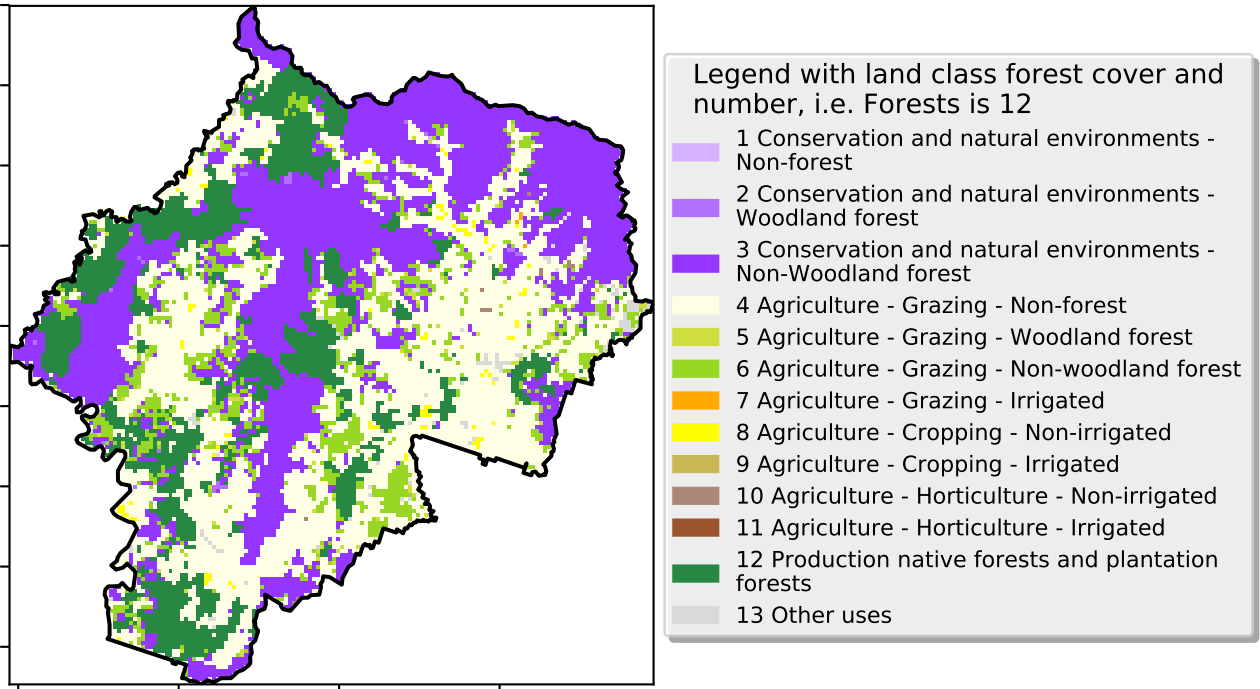 Legend with land class forest cover and
number, i.e. Forests is 12
1 Conservation and natural environments -
Non-forest
2 Conservation and natural environments -
Woodland forest
3 Conservation and natural environments -
Non-Woodland forest
4 Agriculture - Grazing - Non-forest
5 Agriculture - Grazing - Woodland forest
6 Agriculture - Grazing - Non-woodland forest
7 Agriculture - Grazing - Irrigated
8 Agriculture - Cropping - Non-irrigated
9 Agriculture - Cropping - Irrigated
10 Agriculture - Horticulture - Non-irrigated
11 Agriculture - Horticulture - Irrigated
12 Production native forests and plantation
forests
13 Other uses